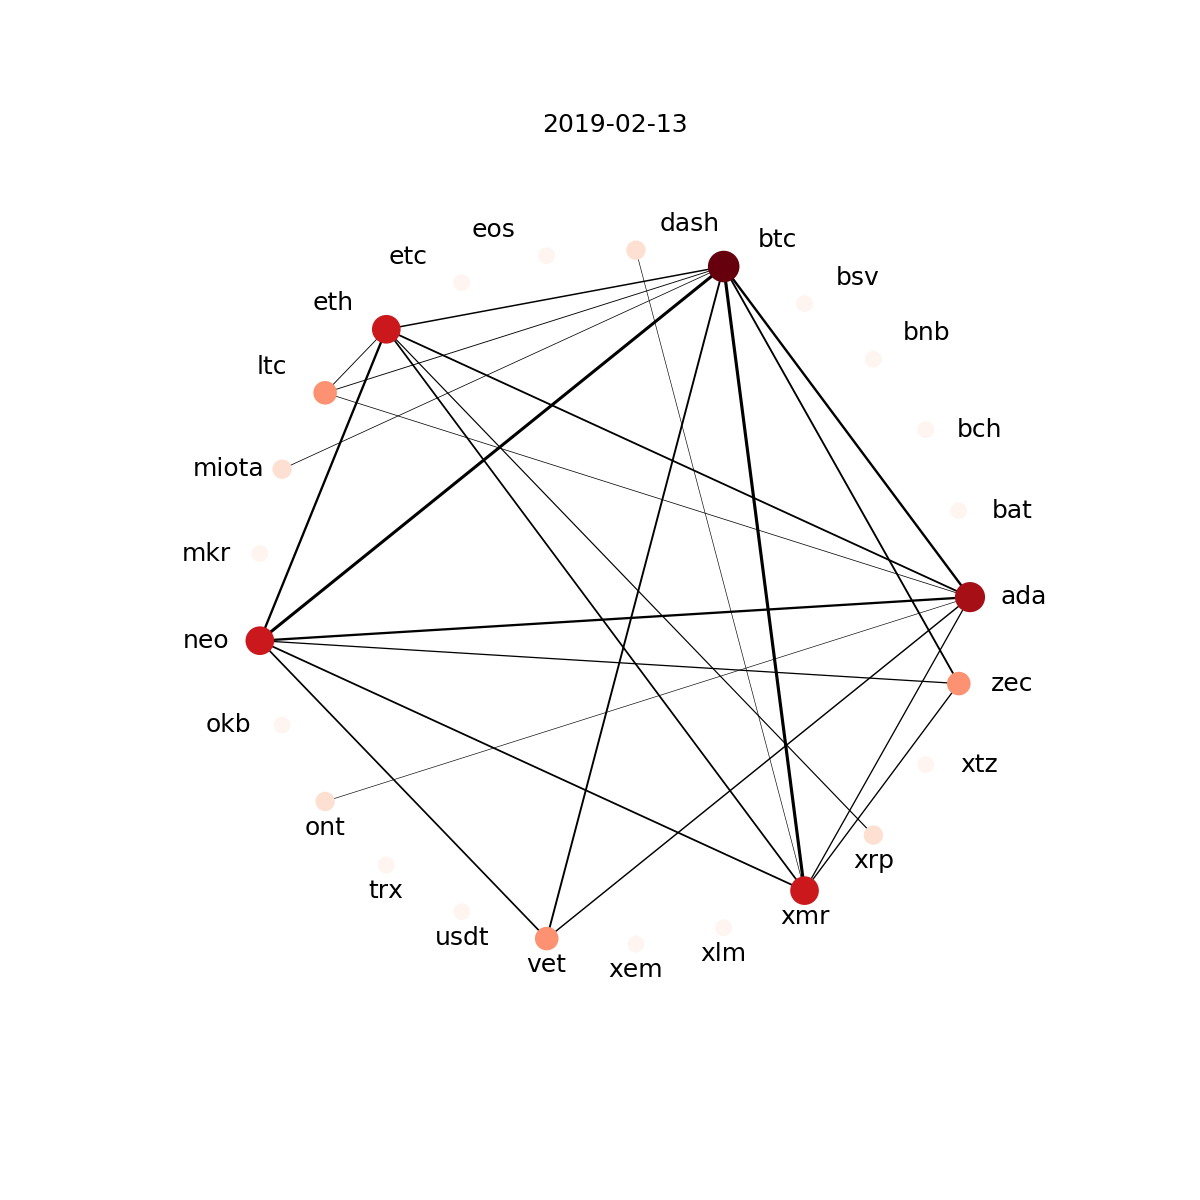 2019-02-13
dash
eos
btc
etc
bsv
eth
bnb
ltc
bch
miota
bat
mkr
ada
neo
zec
okb
xtz
ont
xrp
trx
xmr
usdt
xlm
vet
xem